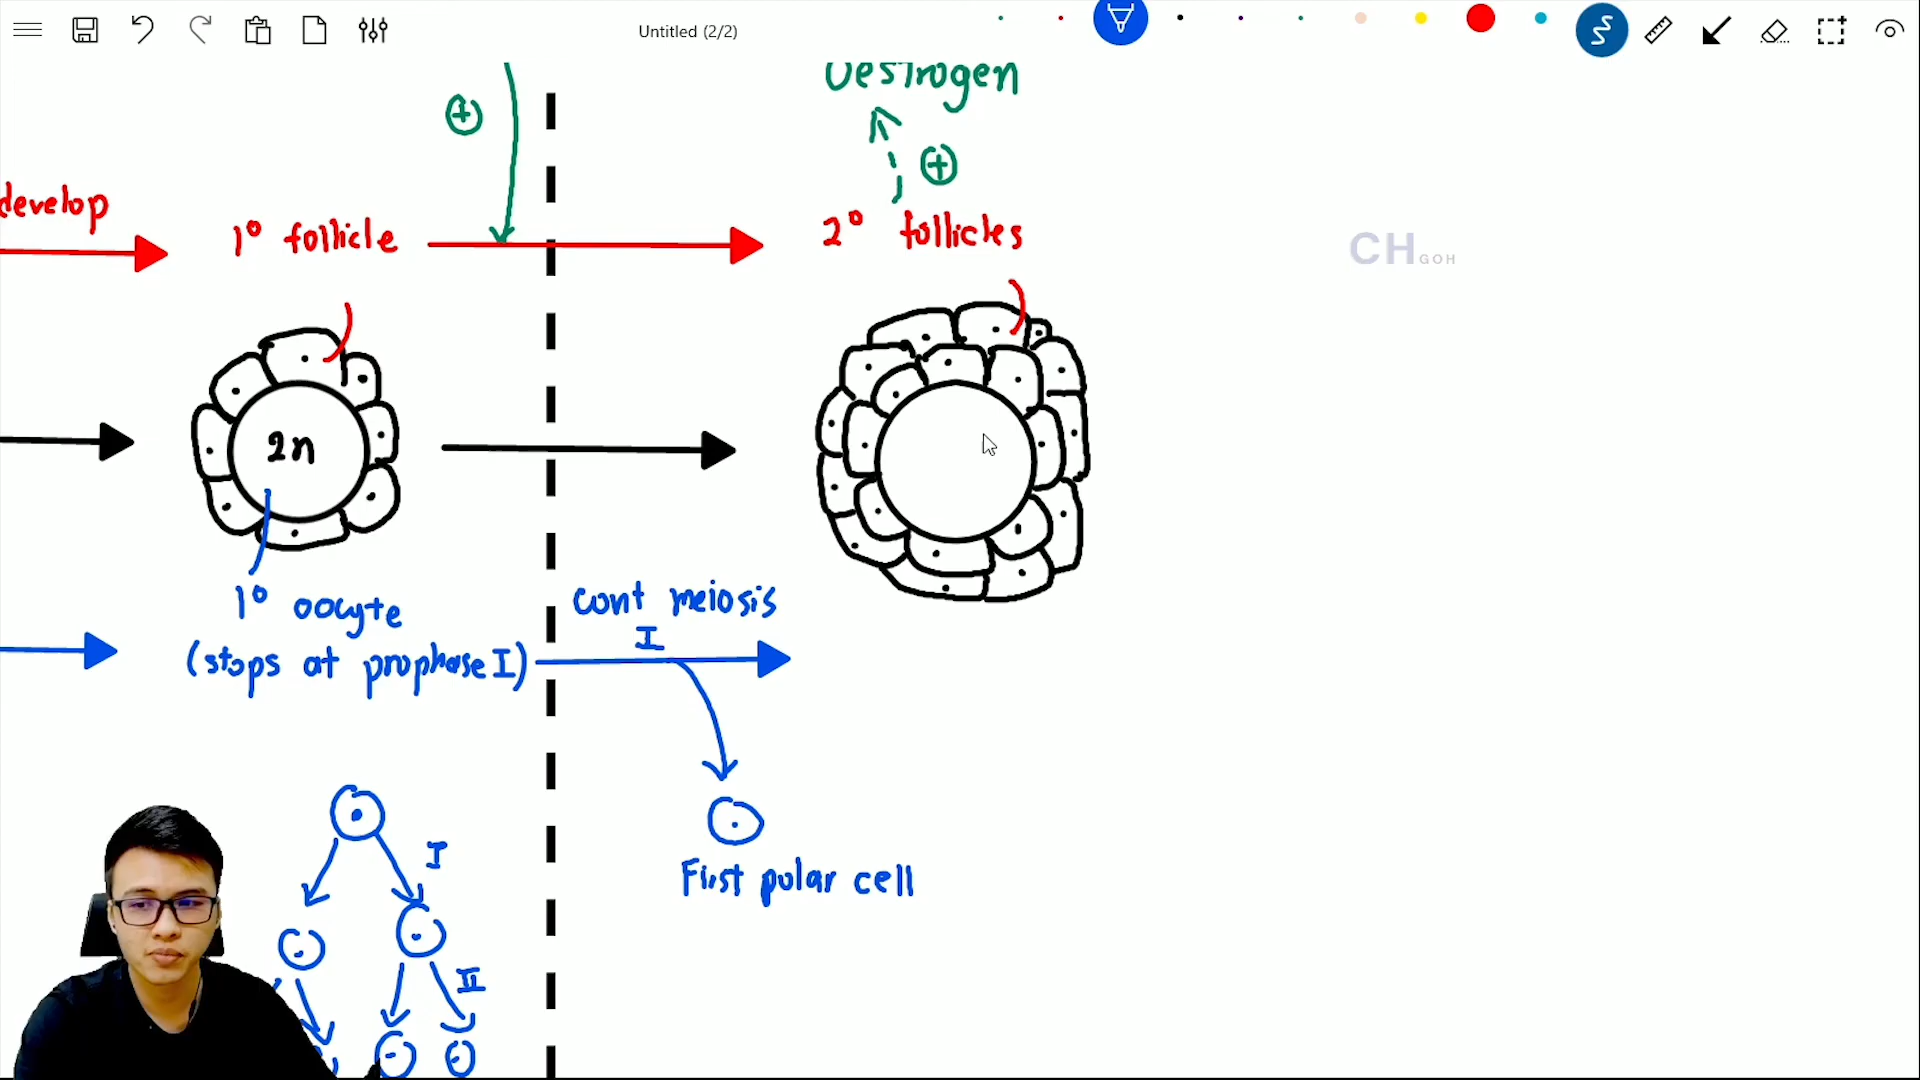 Untitled (2/2)
Oestrogen
+
+
develop
1° follicle
2° follicles
CH GOH
2n
1° oocyte
(stops at prophase I)
cont meiosis
I
I
First polar cell
II